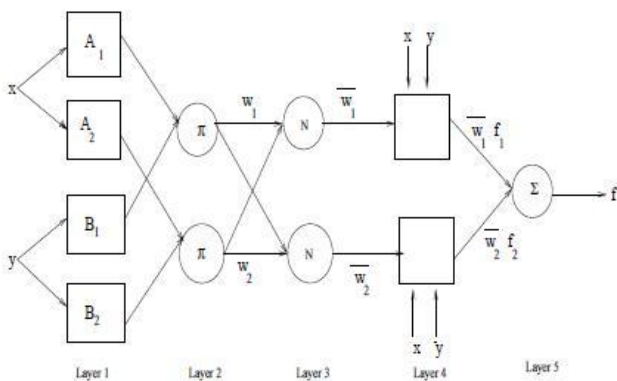 x
y
A₁
A₂
B₁
B₂
π
π
w₁
w₂
N
N
w̅₁
w̅₂
x y
x y
w̅₁ f₁
w̅₂ f₂
Σ
f
Layer 1 Layer 2 Layer 3 Layer 4 Layer 5